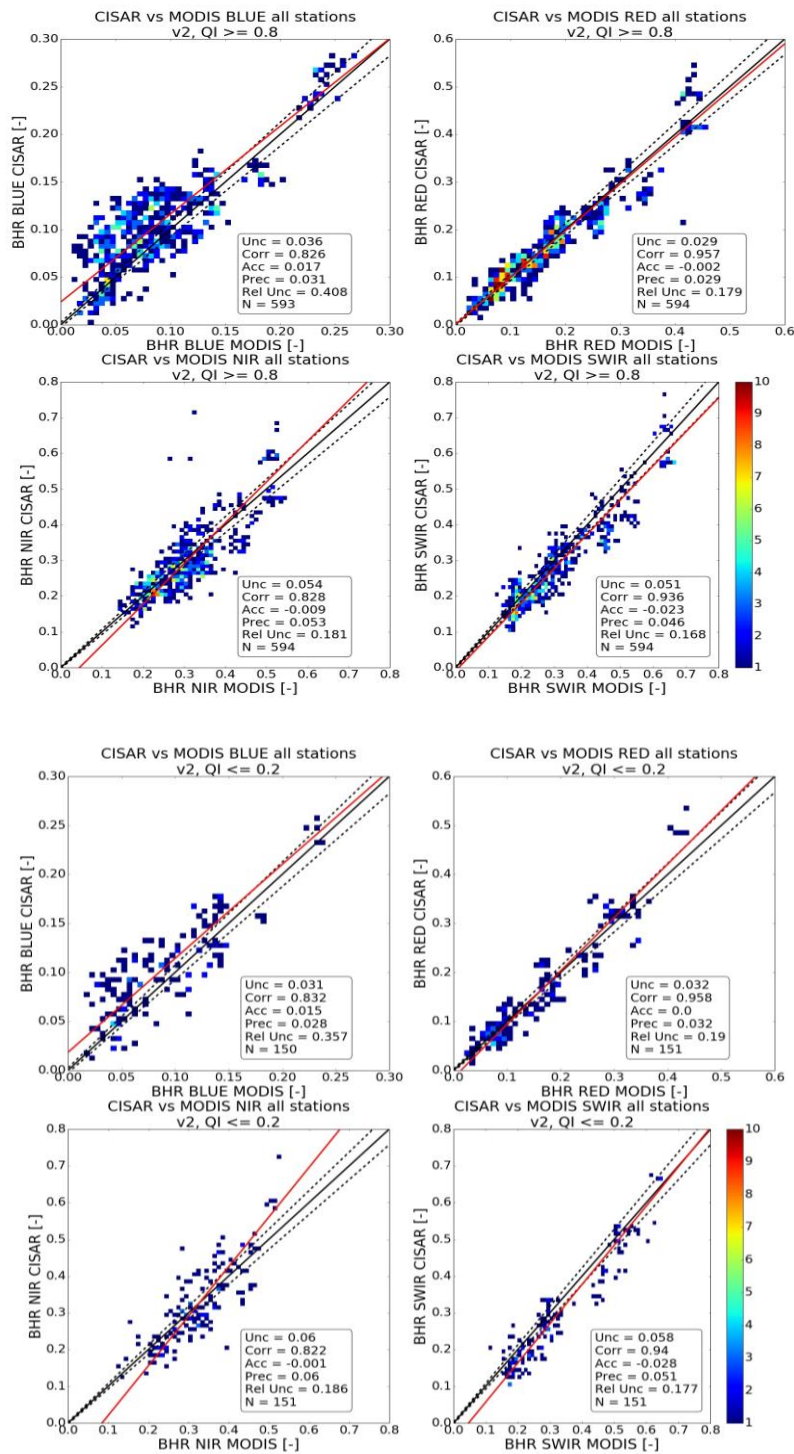 CISAR vs MODIS BLUE all stations
v2, QI >= 0.8
0.30
0.25
0.20
0.15
0.10
0.05
0.00
BHR BLUE CISAR [-]
Unc = 0.036
Corr = 0.826
Acc = 0.017
Prec = 0.031
Rel Unc = 0.408
N = 593
0.00 0.05 0.10 0.15 0.20 0.25 0.30
BHR BLUE MODIS [-]
CISAR vs MODIS RED all stations
v2, QI >= 0.8
0.6
0.5
0.4
0.3
0.2
0.1
0.0
BHR RED CISAR [-]
Unc = 0.029
Corr = 0.957
Acc = -0.002
Prec = 0.029
Rel Unc = 0.179
N = 594
0.0 0.1 0.2 0.3 0.4 0.5 0.6
BHR RED MODIS [-]
CISAR vs MODIS NIR all stations
v2, QI >= 0.8
0.8
0.7
0.6
0.5
0.4
0.3
0.2
0.1
0.0
BHR NIR CISAR [-]
Unc = 0.054
Corr = 0.828
Acc = -0.009
Prec = 0.053
Rel Unc = 0.181
N = 594
0.0 0.1 0.2 0.3 0.4 0.5 0.6 0.7 0.8
BHR NIR MODIS [-]
CISAR vs MODIS SWIR all stations
v2, QI >= 0.8
0.8
0.7
0.6
0.5
0.4
0.3
0.2
0.1
0.0
BHR SWIR CISAR [-]
Unc = 0.051
Corr = 0.936
Acc = -0.023
Prec = 0.046
Rel Unc = 0.168
N = 594
0.0 0.1 0.2 0.3 0.4 0.5 0.6 0.7 0.8
BHR SWIR MODIS [-]
10
9
8
7
6
5
4
3
2
1
CISAR vs MODIS BLUE all stations
v2, QI <= 0.2
0.30
0.25
0.20
0.15
0.10
0.05
0.00
BHR BLUE CISAR [-]
Unc = 0.031
Corr = 0.832
Acc = 0.015
Prec = 0.028
Rel Unc = 0.357
N = 150
0.00 0.05 0.10 0.15 0.20 0.25 0.30
BHR BLUE MODIS [-]
CISAR vs MODIS RED all stations
v2, QI <= 0.2
0.6
0.5
0.4
0.3
0.2
0.1
0.0
BHR RED CISAR [-]
Unc = 0.032
Corr = 0.958
Acc = 0.0
Prec = 0.032
Rel Unc = 0.19
N = 151
0.0 0.1 0.2 0.3 0.4 0.5 0.6
BHR RED MODIS [-]
CISAR vs MODIS NIR all stations
v2, QI <= 0.2
0.8
0.7
0.6
0.5
0.4
0.3
0.2
0.1
0.0
BHR NIR CISAR [-]
Unc = 0.06
Corr = 0.822
Acc = -0.001
Prec = 0.06
Rel Unc = 0.186
N = 151
0.0 0.1 0.2 0.3 0.4 0.5 0.6 0.7 0.8
BHR NIR MODIS [-]
CISAR vs MODIS SWIR all stations
v2, QI <= 0.2
0.8
0.7
0.6
0.5
0.4
0.3
0.2
0.1
0.0
BHR SWIR CISAR [-]
Unc = 0.058
Corr = 0.94
Acc = -0.028
Prec = 0.051
Rel Unc = 0.177
N = 151
0.0 0.1 0.2 0.3 0.4 0.5 0.6 0.7 0.8
BHR SWIR MODIS [-]
10
9
8
7
6
5
4
3
2
1